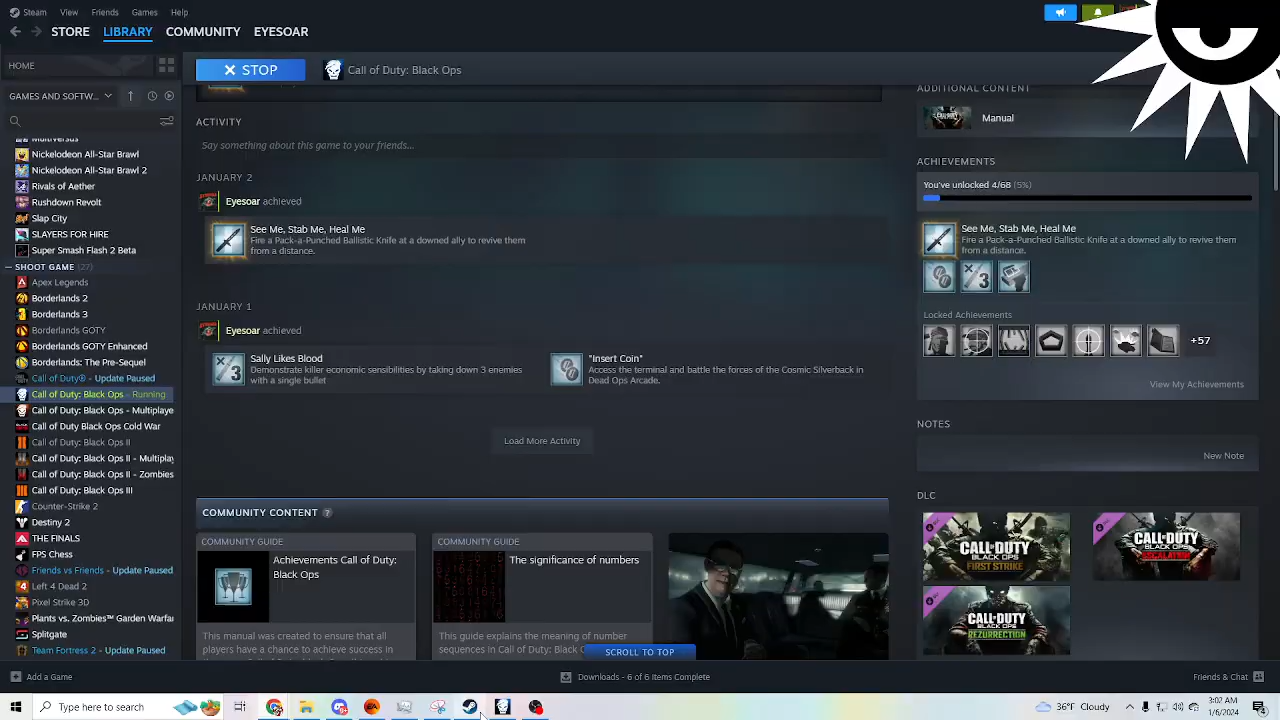 Steam View Friends Games Help
STORE LIBRARY COMMUNITY EYESOAR
HOME
STOP Call of Duty: Black Ops
GAMES AND SOFTW...
Multiversus
Nickelodeon All-Star Brawl
Nickelodeon All-Star Brawl 2
Rivals of Aether
Rushdown Revolt
Slap City
SLAYERS FOR HIRE
Super Smash Flash 2 Beta
SHOOT GAME (27)
Apex Legends
Borderlands 2
Borderlands 3
Borderlands GOTY
Borderlands GOTY Enhanced
Borderlands: The Pre-Sequel
Call of Duty® - Update Paused
Call of Duty: Black Ops - Running
Call of Duty: Black Ops - Multiplaye
Call of Duty Black Ops Cold War
Call of Duty: Black Ops II
Call of Duty: Black Ops II - Multiplay
Call of Duty: Black Ops II - Zombies
Call of Duty: Black Ops III
Counter-Strike 2
Destiny 2
THE FINALS
FPS Chess
Friends vs Friends - Update Paused
Left 4 Dead 2
Pixel Strike 3D
Plants vs. Zombies™ Garden Warfa
Splitgate
Team Fortress 2 - Update Paused
ACTIVITY
Say something about this game to your friends...
JANUARY 2
Eyesoar achieved
See Me, Stab Me, Heal Me
Fire a Pack-a-Punched Ballistic Knife at a downed ally to revive them
from a distance.
JANUARY 1
Eyesoar achieved
Sally Likes Blood
Demonstrate killer economic sensibilities by taking down 3 enemies
with a single bullet
"Insert Coin"
Access the terminal and battle the forces of the Cosmic Silverback in
Dead Ops Arcade.
Load More Activity
COMMUNITY CONTENT ?
COMMUNITY GUIDE
Achievements Call of Duty:
Black Ops
This manual was created to ensure that all
players have a chance to achieve success in
COMMUNITY GUIDE
The significance of numbers
This guide explains the meaning of number
sequences in Call of Duty: Black O
SCROLL TO TOP
ADDITIONAL CONTENT
Manual
ACHIEVEMENTS
You've unlocked 4/68 (5%)
See Me, Stab Me, Heal Me
Fire a Pack-a-Punched Ballistic Knife at a downed ally to revive them
from a distance.
Locked Achievements
+57
View My Achievements
NOTES
New Note
DLC
CALL OF DUTY
BLACK OPS
FIRST STRIKE
CALL OF DUTY
BLACK OPS
ESCALATION
CALL OF DUTY
BLACK OPS
REZURRECTION
Add a Game
Downloads - 6 of 6 Items Complete
Friends & Chat
Type here to search
36°F Cloudy
3:02 AM
1/6/2024